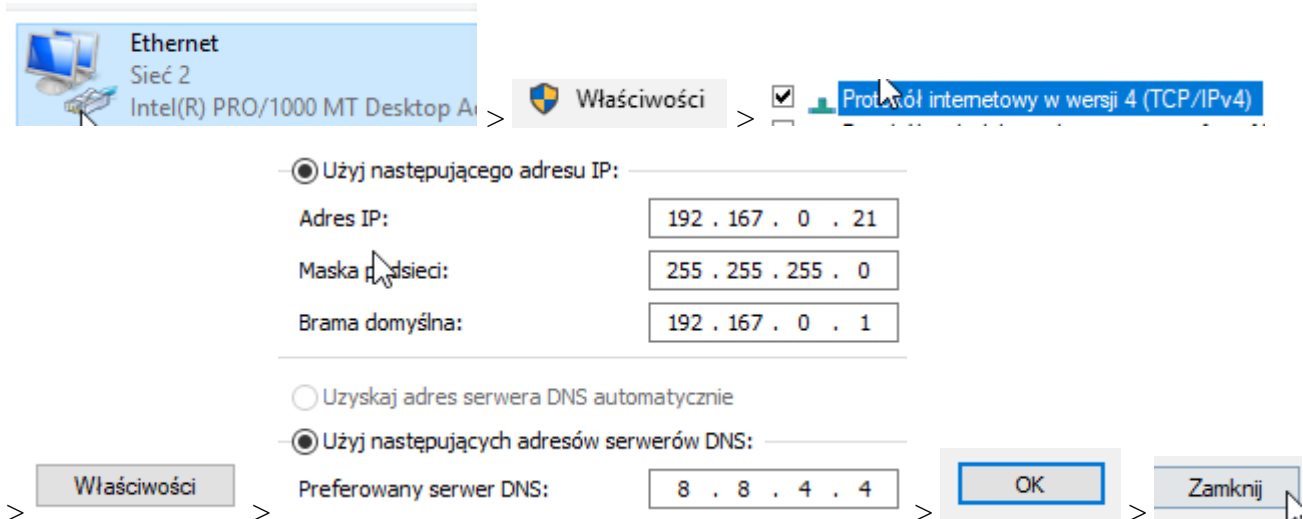 Ethernet
Sieć 2
Intel(R) PRO/1000 MT Desktop
> Właściwości > Protokół internetowy w wersji 4 (TCP/IPv4)
Użyj następującego adresu IP:
Adres IP: 192 . 167 . 0 . 21
Maska podsieci: 255 . 255 . 255 . 0
Brama domyślna: 192 . 167 . 0 . 1
Uzyskaj adres serwera DNS automatycznie
Użyj następujących adresów serwerów DNS:
> Właściwości > Preferowany serwer DNS: 8 . 8 . 4 . 4 > OK > Zamknij